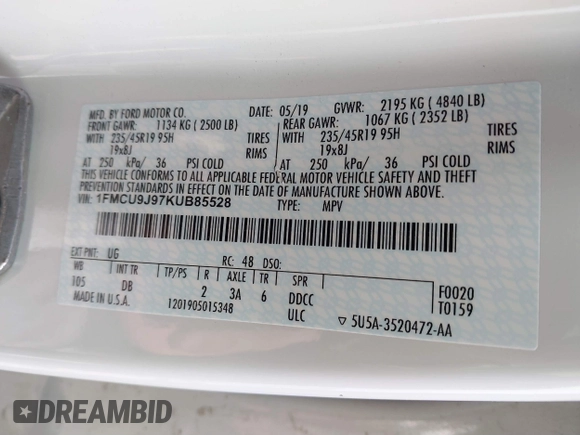 MFD. BY FORD MOTOR CO.
DATE: 05/19 GVWR: 2195 KG ( 4840 LB)
FRONT GAWR: 1134 KG ( 2500 LB) REAR GAWR: 1067 KG ( 2352 LB)
WITH 235/45R19 95H TIRES WITH 235/45R19 95H TIRES
19x8J RIMS 19x8J RIMS
AT 250 kPa/ 36 PSI COLD AT 250 kPa/ 36 PSI COLD
THIS VEHICLE CONFORMS TO ALL APPLICABLE FEDERAL MOTOR VEHICLE SAFETY AND THEFT
PREVENTION STANDARDS IN EFFECT ON THE DATE OF MANUFACTURE SHOWN ABOVE.
VIN: 1FMCU9J97KUB85528 TYPE: MPV
EXT PNT: UG RC: 48 DSO:
WB INT TR TP/PS R AXLE TR SPR
105 DB 2 3A 6 DDCC F0020
MADE IN U.S.A. 1201905015348 ULC T0159
▽ 5U5A-3520472-AA
DREAMBID